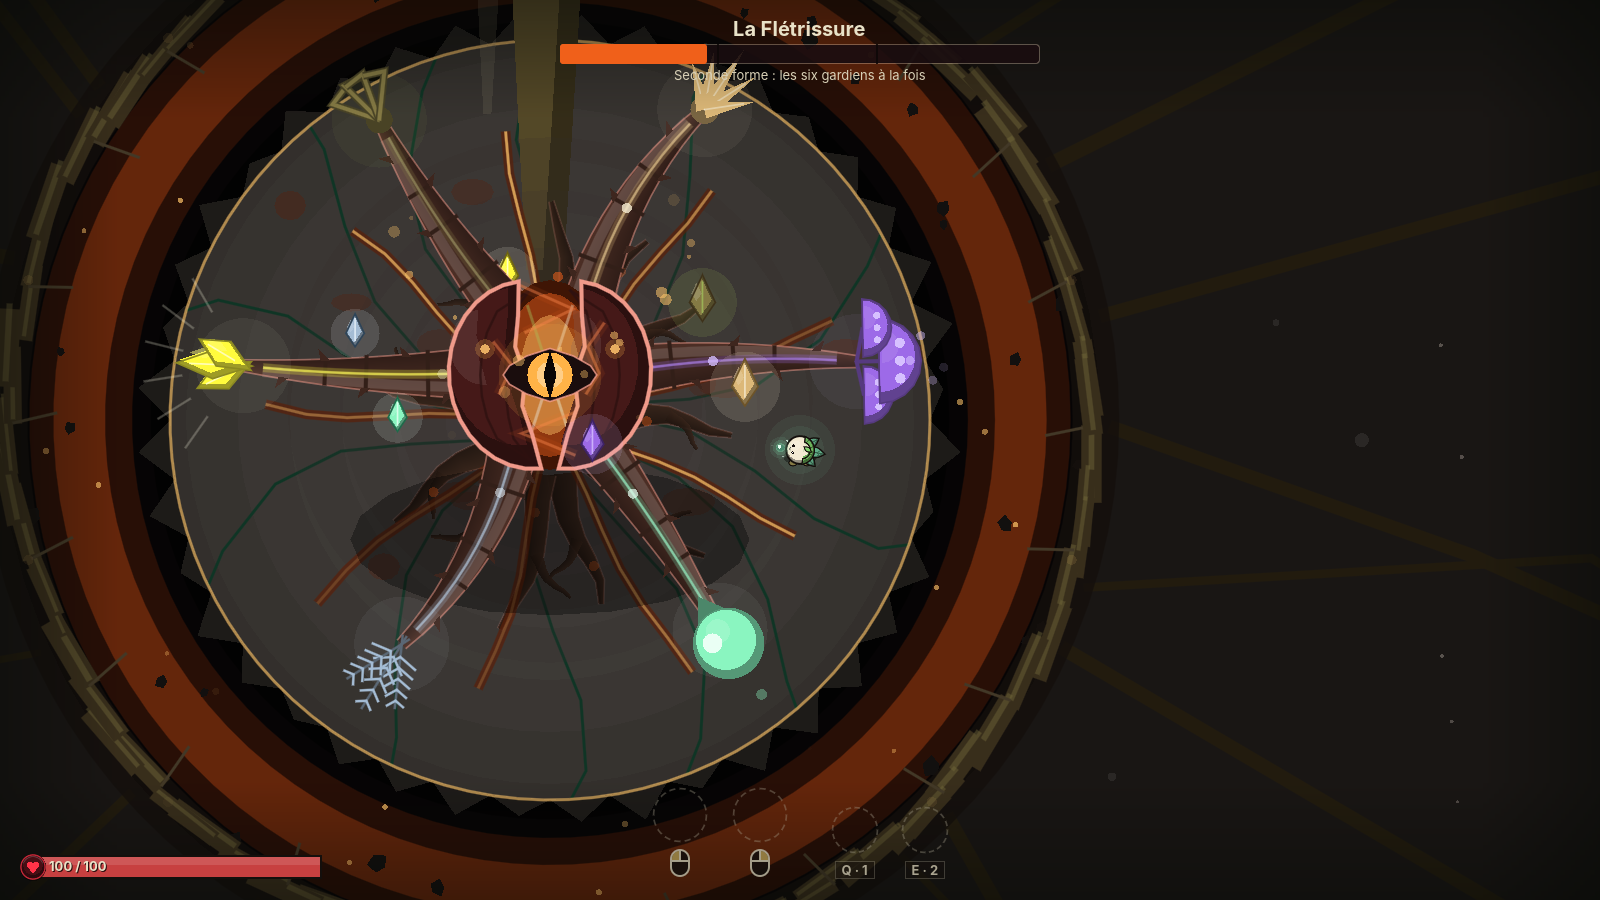 La Flétrissure
Seconde forme : les six gardiens à la fois
100 / 100
Q · 1
E · 2